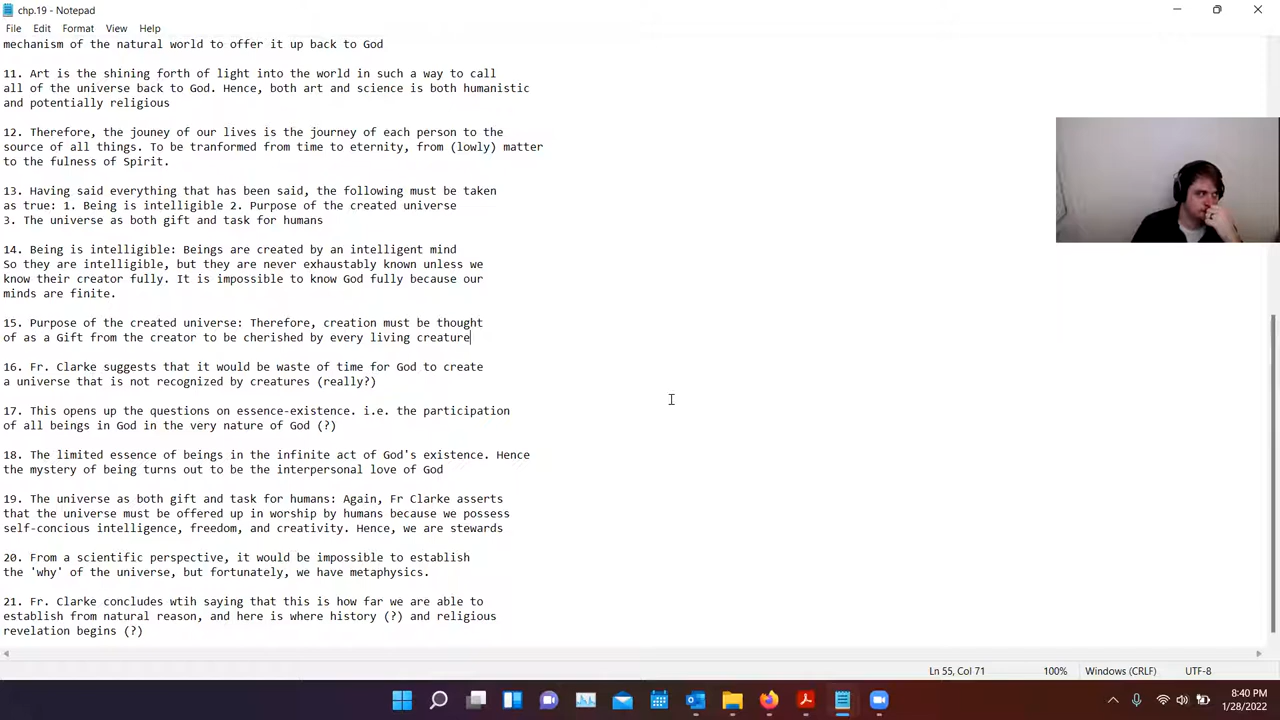 chp.19 - Notepad
File Edit Format View Help
mechanism of the natural world to offer it up back to God
11. Art is the shining forth of light into the world in such a way to call
all of the universe back to God. Hence, both art and science is both humanistic
and potentially religious
12. Therefore, the jouney of our lives is the journey of each person to the
source of all things. To be tranformed from time to eternity, from (lowly) matter
to the fulness of Spirit.
13. Having said everything that has been said, the following must be taken
as true: 1. Being is intelligible 2. Purpose of the created universe
3. The universe as both gift and task for humans
14. Being is intelligible: Beings are created by an intelligent mind
So they are intelligible, but they are never exhaustably known unless we
know their creator fully. It is impossible to know God fully because our
minds are finite.
15. Purpose of the created universe: Therefore, creation must be thought
of as a Gift from the creator to be cherished by every living creature
16. Fr. Clarke suggests that it would be waste of time for God to create
a universe that is not recognized by creatures (really?)
17. This opens up the questions on essence-existence. i.e. the participation
of all beings in God in the very nature of God (?)
18. The limited essence of beings in the infinite act of God's existence. Hence
the mystery of being turns out to be the interpersonal love of God
19. The universe as both gift and task for humans: Again, Fr Clarke asserts
that the universe must be offered up in worship by humans because we possess
self-concious intelligence, freedom, and creativity. Hence, we are stewards
20. From a scientific perspective, it would be impossible to establish
the 'why' of the universe, but fortunately, we have metaphysics.
21. Fr. Clarke concludes wtih saying that this is how far we are able to
establish from natural reason, and here is where history (?) and religious
revelation begins (?)
Ln 55, Col 71 100% Windows (CRLF) UTF-8
8:40 PM
1/28/2022